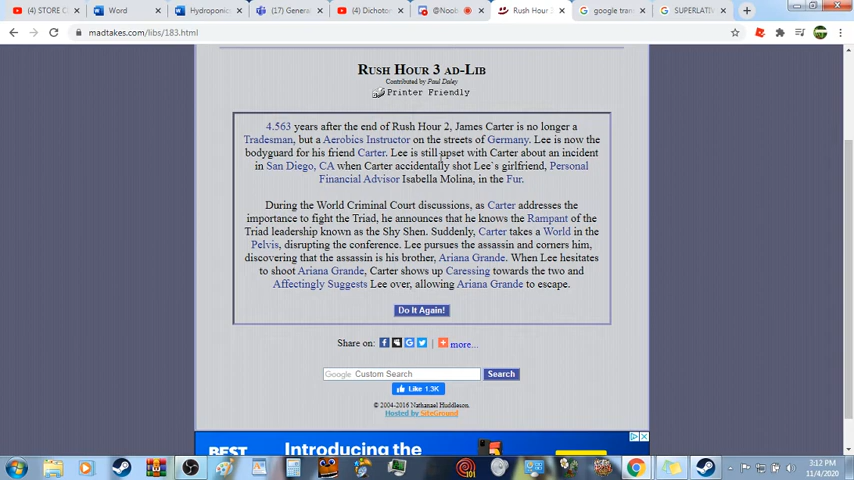 (4) STORE C
Word
Hydroponic
(17) Genera
(4) Dichoto
@Noob
Rush Hour 3
google tran
SUPERLATIV
madtakes.com/libs/183.html
RUSH HOUR 3 AD-LIB
Contributed by Paul Daley
Printer Friendly
4.563 years after the end of Rush Hour 2, James Carter is no longer a
Tradesman, but a Aerobics Instructor on the streets of Germany. Lee is now the
bodyguard for his friend Carter. Lee is still upset with Carter about an incident
in San Diego, CA when Carter accidentally shot Lee`s girlfriend, Personal
Financial Advisor Isabella Molina, in the Fur.
During the World Criminal Court discussions, as Carter addresses the
importance to fight the Triad, he announces that he knows the Rampant of the
Triad leadership known as the Shy Shen. Suddenly, Carter takes a World in the
Pelvis, disrupting the conference. Lee pursues the assassin and corners him,
discovering that the assassin is his brother, Ariana Grande. When Lee hesitates
to shoot Ariana Grande, Carter shows up Caressing towards the two and
Affectingly Suggests Lee over, allowing Ariana Grande to escape.
Do It Again!
Share on: | more...
Google Custom Search Search
Like 1.3K
© 2004-2016 Nathanael Huddleson.
Hosted by SiteGround
BEST Introducing the
3:12 PM
11/4/2020